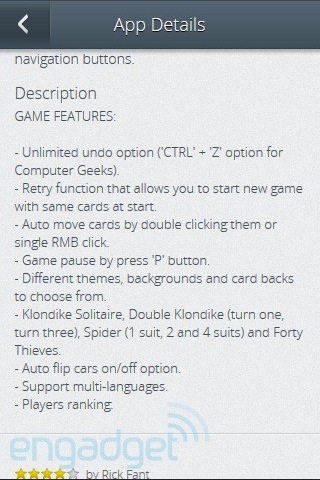 App Details
navigation buttons.
Description
GAME FEATURES:
- Unlimited undo option ('CTRL' + 'Z' option for
Computer Geeks).
- Retry function that allows you to start new game
with same cards at start.
- Auto move cards by double clicking them or
single RMB click.
- Game pause by press 'P' button.
- Different themes, backgrounds and card backs
to choose from.
- Klondike Solitaire, Double Klondike (turn one,
turn three), Spider (1 suit, 2 and 4 suits) and Forty
Thieves.
- Auto flip cars on/off option.
- Support multi-languages.
- Players ranking.
engadget
by Rick Fant